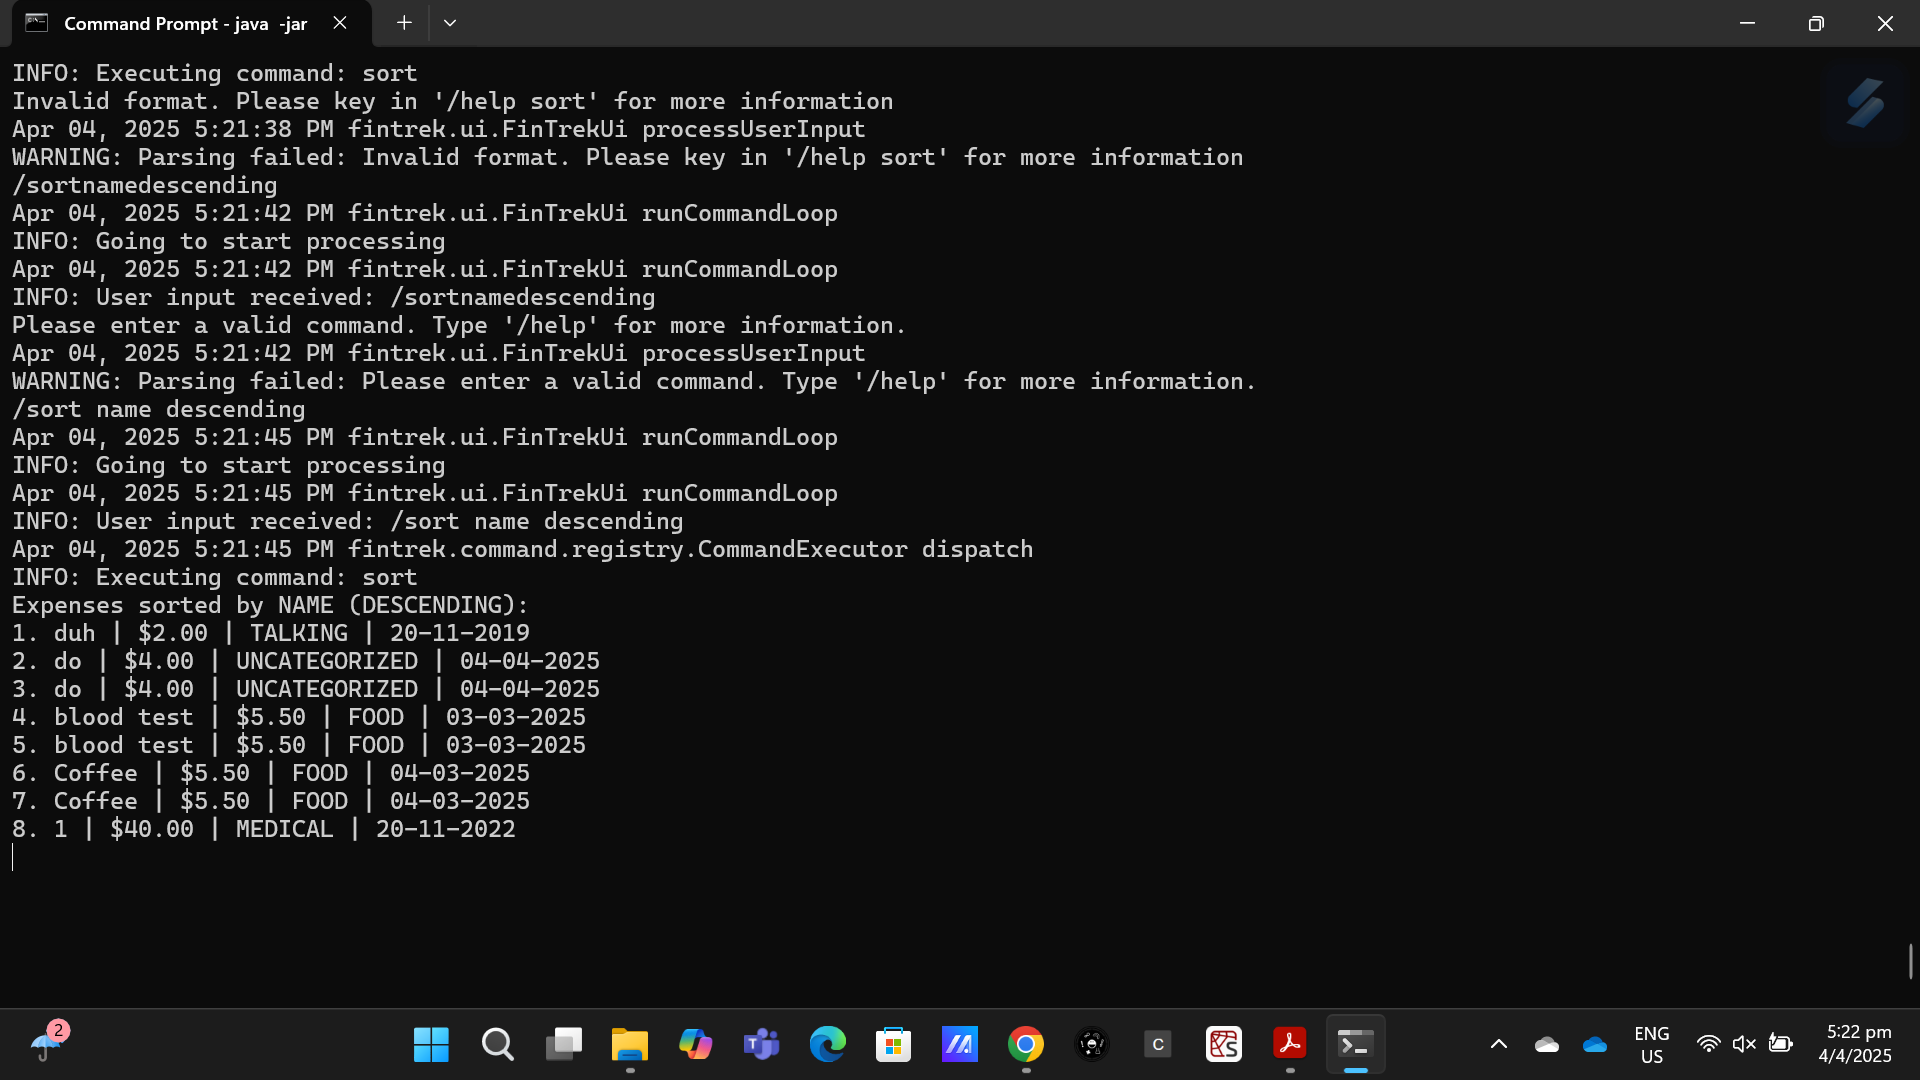 Command Prompt - java  -jar
INFO: Executing command: sort
Invalid format. Please key in '/help sort' for more information
Apr 04, 2025 5:21:38 PM fintrek.ui.FinTrekUi processUserInput
WARNING: Parsing failed: Invalid format. Please key in '/help sort' for more information
/sortnamedescending
Apr 04, 2025 5:21:42 PM fintrek.ui.FinTrekUi runCommandLoop
INFO: Going to start processing
Apr 04, 2025 5:21:42 PM fintrek.ui.FinTrekUi runCommandLoop
INFO: User input received: /sortnamedescending
Please enter a valid command. Type '/help' for more information.
Apr 04, 2025 5:21:42 PM fintrek.ui.FinTrekUi processUserInput
WARNING: Parsing failed: Please enter a valid command. Type '/help' for more information.
/sort name descending
Apr 04, 2025 5:21:45 PM fintrek.ui.FinTrekUi runCommandLoop
INFO: Going to start processing
Apr 04, 2025 5:21:45 PM fintrek.ui.FinTrekUi runCommandLoop
INFO: User input received: /sort name descending
Apr 04, 2025 5:21:45 PM fintrek.command.registry.CommandExecutor dispatch
INFO: Executing command: sort
Expenses sorted by NAME (DESCENDING):
1. duh | $2.00 | TALKING | 20-11-2019
2. do | $4.00 | UNCATEGORIZED | 04-04-2025
3. do | $4.00 | UNCATEGORIZED | 04-04-2025
4. blood test | $5.50 | FOOD | 03-03-2025
5. blood test | $5.50 | FOOD | 03-03-2025
6. Coffee | $5.50 | FOOD | 04-03-2025
7. Coffee | $5.50 | FOOD | 04-03-2025
8. 1 | $40.00 | MEDICAL | 20-11-2022
2
T
C
S
ENG
US
5:22 pm
4/4/2025